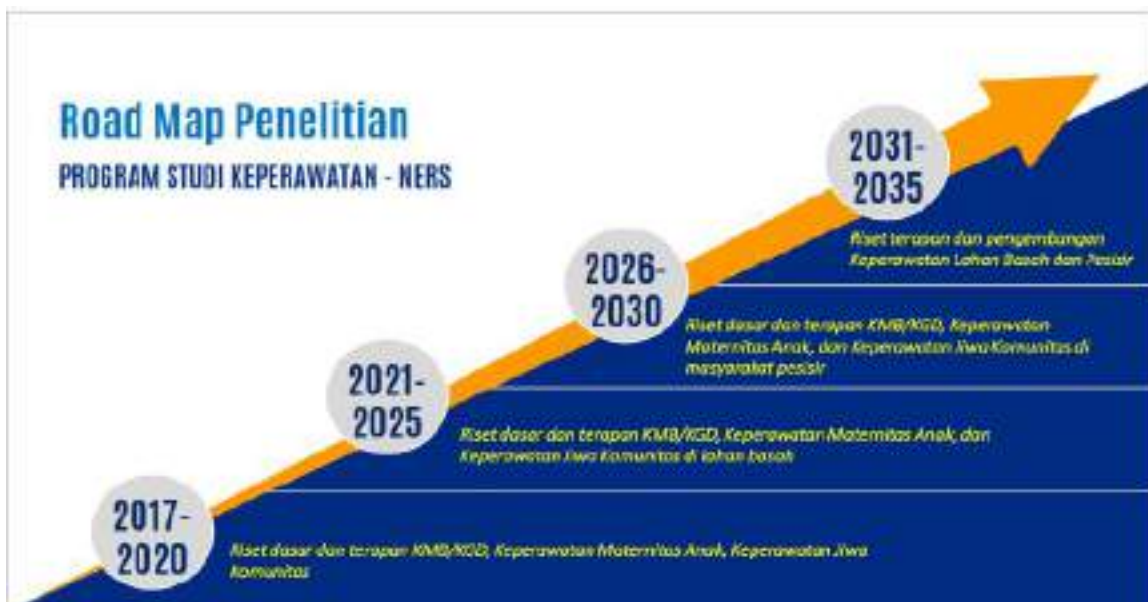 Road Map Penelitian
PROGRAM STUDI KEPERAWATAN - NERS
2031-
2035
Riset terapan dan pengembangan
Keperawatan Lahan Basah dan Pesisir
2026-
2030
Riset dasar dan terapan KMB/KGD, Keperawatan
Maternitas Anak, dan Keperawatan Jiwa Komunitas di
masyarakat pesisir
2021-
2025
Riset dasar dan terapan KMB/KGD, Keperawatan Maternitas Anak, dan
Keperawatan Jiwa Komunitas di lahan basah
2017-
2020
Riset dasar dan terapan KMB/KGD, Keperawatan Maternitas Anak, Keperawatan Jiwa
Komunitas